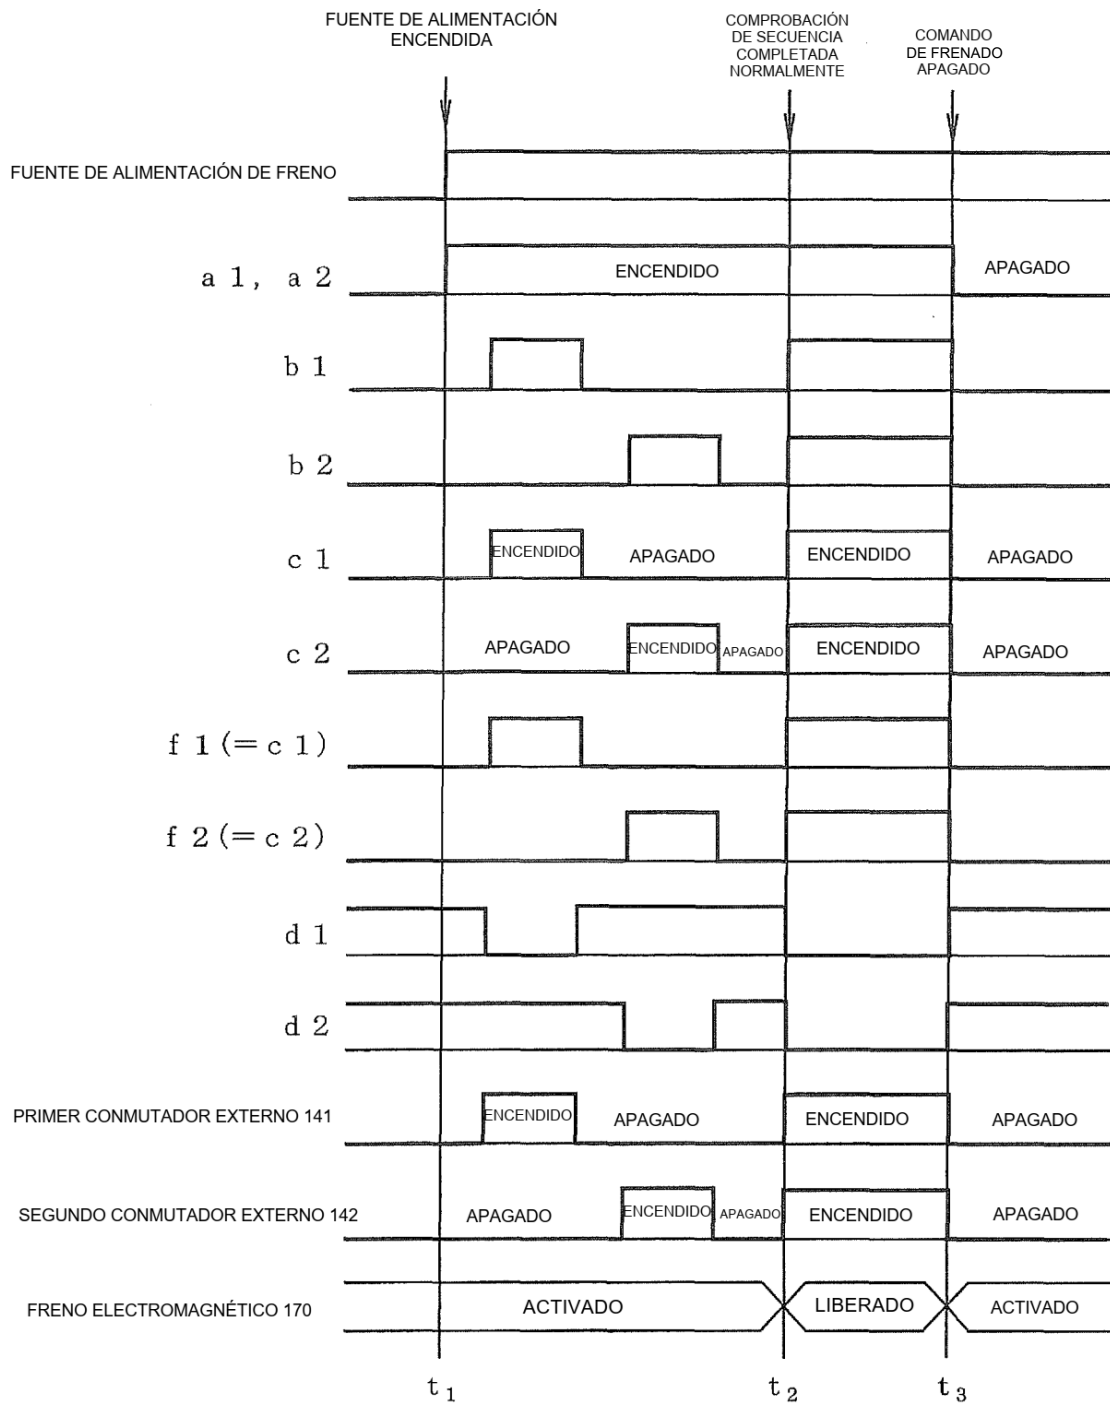 FUENTE DE ALIMENTACIÓN
ENCENDIDA
COMPROBACIÓN
DE SECUENCIA
COMPLETADA
NORMALMENTE
COMANDO
DE FRENADO
APAGADO
FUENTE DE ALIMENTACIÓN DE FRENO
a 1, a 2
ENCENDIDO
APAGADO
b 1
b 2
c 1
ENCENDIDO
APAGADO
ENCENDIDO
APAGADO
c 2
APAGADO
ENCENDIDO
APAGADO
ENCENDIDO
APAGADO
f 1 (= c 1)
f 2 (= c 2)
d 1
d 2
PRIMER CONMUTADOR EXTERNO 141
ENCENDIDO
APAGADO
ENCENDIDO
APAGADO
SEGUNDO CONMUTADOR EXTERNO 142
APAGADO
ENCENDIDO
APAGADO
ENCENDIDO
APAGADO
FRENO ELECTROMAGNÉTICO 170
ACTIVADO
LIBERADO
ACTIVADO
t 1
t 2
t 3